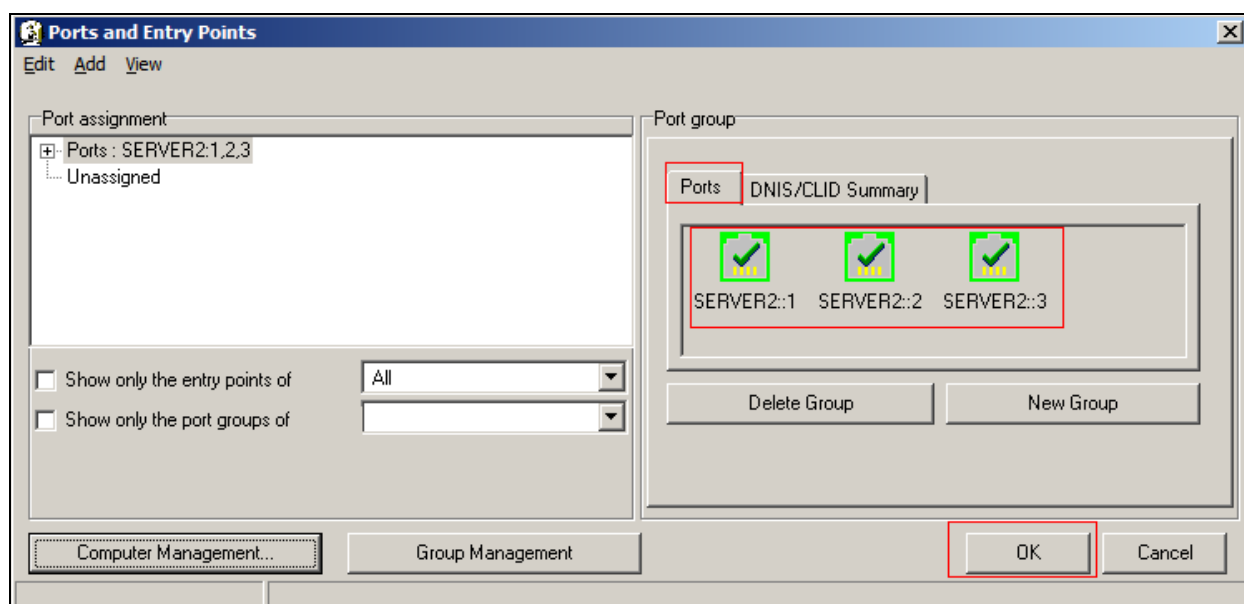 Ports and Entry Points
Edit Add View
Port assignment
Ports : SERVER2:1,2,3
Unassigned
Show only the entry points of
All
Show only the port groups of
Port group
Ports
DNIS/CLID Summary
SERVER2::1 SERVER2::2 SERVER2::3
Delete Group
New Group
Computer Management...
Group Management
OK
Cancel